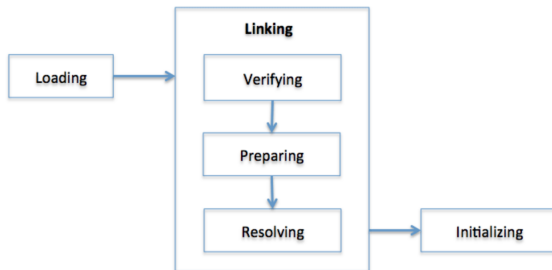 Linking
Loading
Verifying
Preparing
Resolving
Initializing